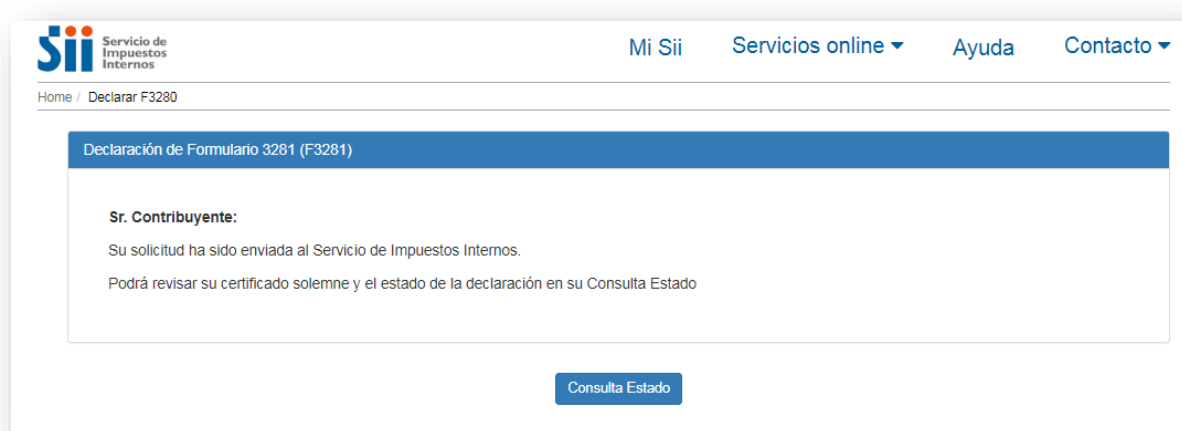 sii Servicio de
Impuestos
Internos
Mi Sii Servicios online Ayuda Contacto
Home / Declarar F3280
Declaración de Formulario 3281 (F3281)
Sr. Contribuyente:
Su solicitud ha sido enviada al Servicio de Impuestos Internos.
Podrá revisar su certificado solemne y el estado de la declaración en su Consulta Estado
Consulta Estado